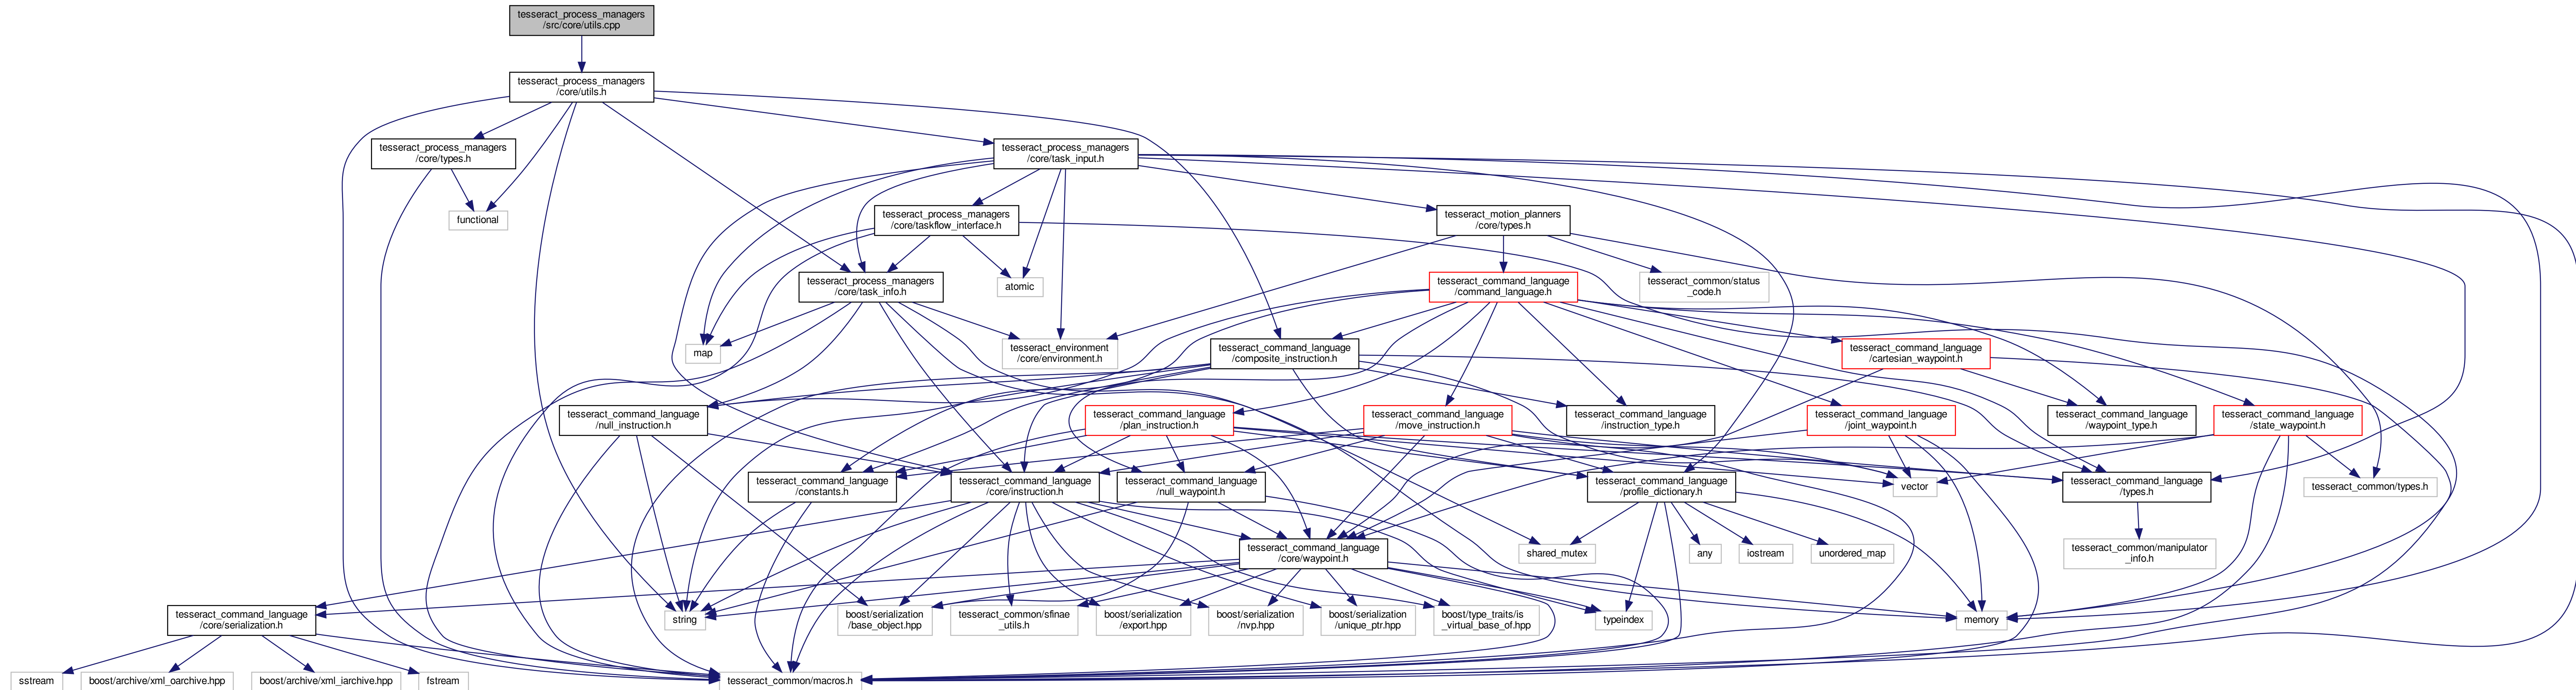 tesseract_process_managers
/src/core/utils.cpp
tesseract_process_managers
/core/utils.h
tesseract_process_managers
/core/types.h
tesseract_process_managers
/core/task_input.h
functional
tesseract_process_managers
/core/taskflow_interface.h
tesseract_motion_planners
/core/types.h
tesseract_process_managers
/core/task_info.h
atomic
tesseract_command_language
/command_language.h
tesseract_common/status
_code.h
map
tesseract_environment
/core/environment.h
tesseract_command_language
/composite_instruction.h
tesseract_command_language
/cartesian_waypoint.h
tesseract_command_language
/null_instruction.h
tesseract_command_language
/plan_instruction.h
tesseract_command_language
/move_instruction.h
tesseract_command_language
/instruction_type.h
tesseract_command_language
/joint_waypoint.h
tesseract_command_language
/waypoint_type.h
tesseract_command_language
/state_waypoint.h
tesseract_command_language
/constants.h
tesseract_command_language
/core/instruction.h
tesseract_command_language
/null_waypoint.h
tesseract_command_language
/profile_dictionary.h
vector
tesseract_command_language
/types.h
tesseract_common/types.h
tesseract_command_language
/core/waypoint.h
shared_mutex
any
iostream
unordered_map
tesseract_common/manipulator
_info.h
tesseract_command_language
/core/serialization.h
string
boost/serialization
/base_object.hpp
tesseract_common/sfinae
_utils.h
boost/serialization
/export.hpp
boost/serialization
/nvp.hpp
boost/serialization
/unique_ptr.hpp
boost/type_traits/is
_virtual_base_of.hpp
typeindex
memory
sstream
boost/archive/xml_oarchive.hpp
boost/archive/xml_iarchive.hpp
fstream
tesseract_common/macros.h